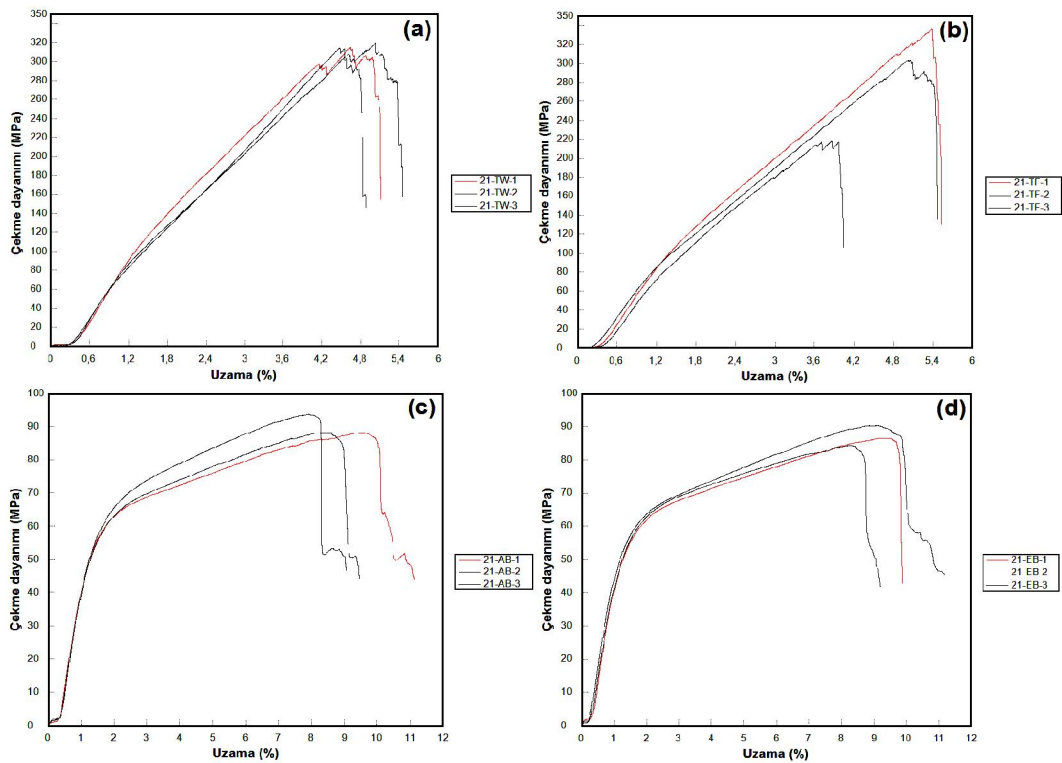 (a)
Çekme dayanımı (MPa)
350
320
300
280
260
240
220
200
180
160
140
120
100
80
60
40
20
0
0 0,6 1,2 1,8 2,4 3 3,6 4,2 4,8 5,4 6
Uzama (%)
21-TW-1
21-TW-2
21-TW-3
(b)
Çekme dayanımı (MPa)
350
320
300
280
260
240
220
200
180
160
140
120
100
80
60
40
20
0
0 0,6 1,2 1,8 2,4 3 3,6 4,2 4,8 5,4 6
Uzama (%)
21-TF-1
21-TF-2
21-TF-3
(c)
Çekme dayanımı (MPa)
100
90
80
70
60
50
40
30
20
10
0
0 1 2 3 4 5 6 7 8 9 10 11 12
Uzama (%)
21-AB-1
21-AB-2
21-AB-3
(d)
Çekme dayanımı (MPa)
100
90
80
70
60
50
40
30
20
10
0
0 1 2 3 4 5 6 7 8 9 10 11 12
Uzama (%)
21-EB-1
21 EB 2
21-EB-3